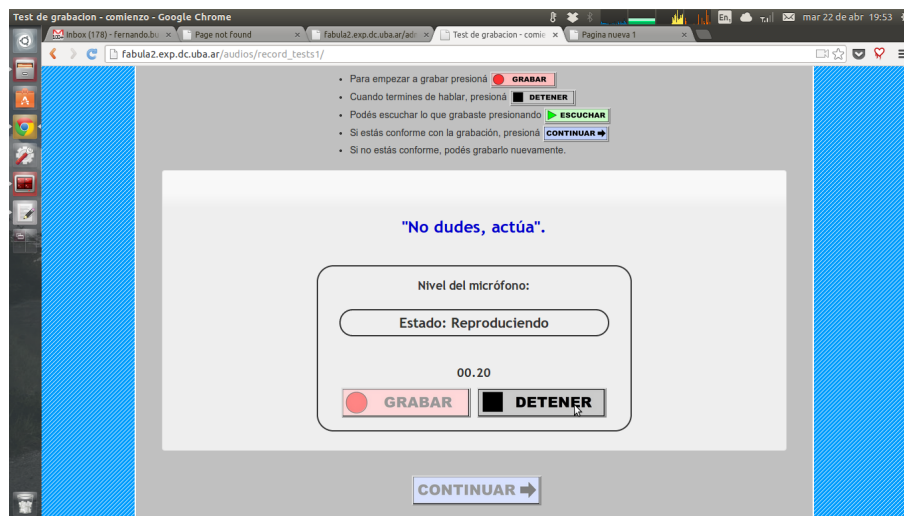 Test de grabacion - comienzo - Google Chrome
En
mar 22 de abr 19:53
Inbox (178) - fernando.bu
Page not found
fabula2.exp.dc.uba.ar/adm
Test de grabacion - comie
Pagina nueva 1
fabula2.exp.dc.uba.ar/audios/record_tests1/
Para empezar a grabar presioná GRABAR
Cuando termines de hablar, presioná DETENER
Podés escuchar lo que grabaste presionando ESCUCHAR
Si estás conforme con la grabación, presioná CONTINUAR
Si no estás conforme, podés grabarlo nuevamente.
"No dudes, actúa".
Nivel del micrófono:
Estado: Reproduciendo
00.20
GRABAR DETENER
CONTINUAR